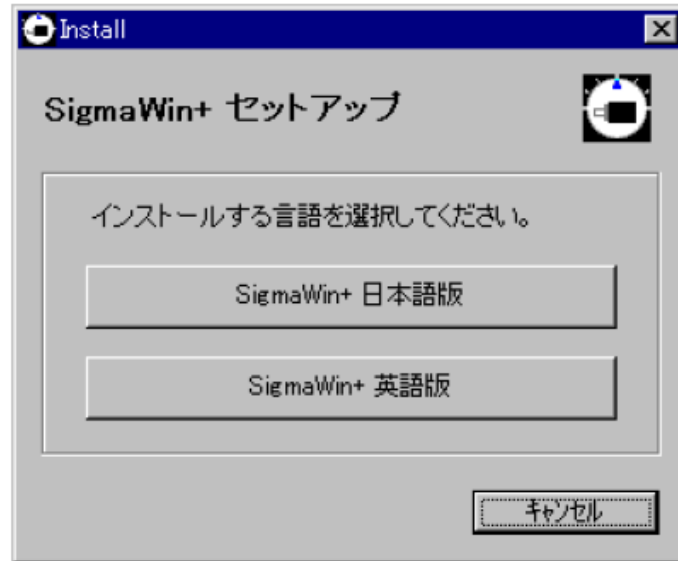 Install
SigmaWin+ セットアップ
インストールする言語を選択してください。
SigmaWin+ 日本語版
SigmaWin+ 英語版
キャンセル